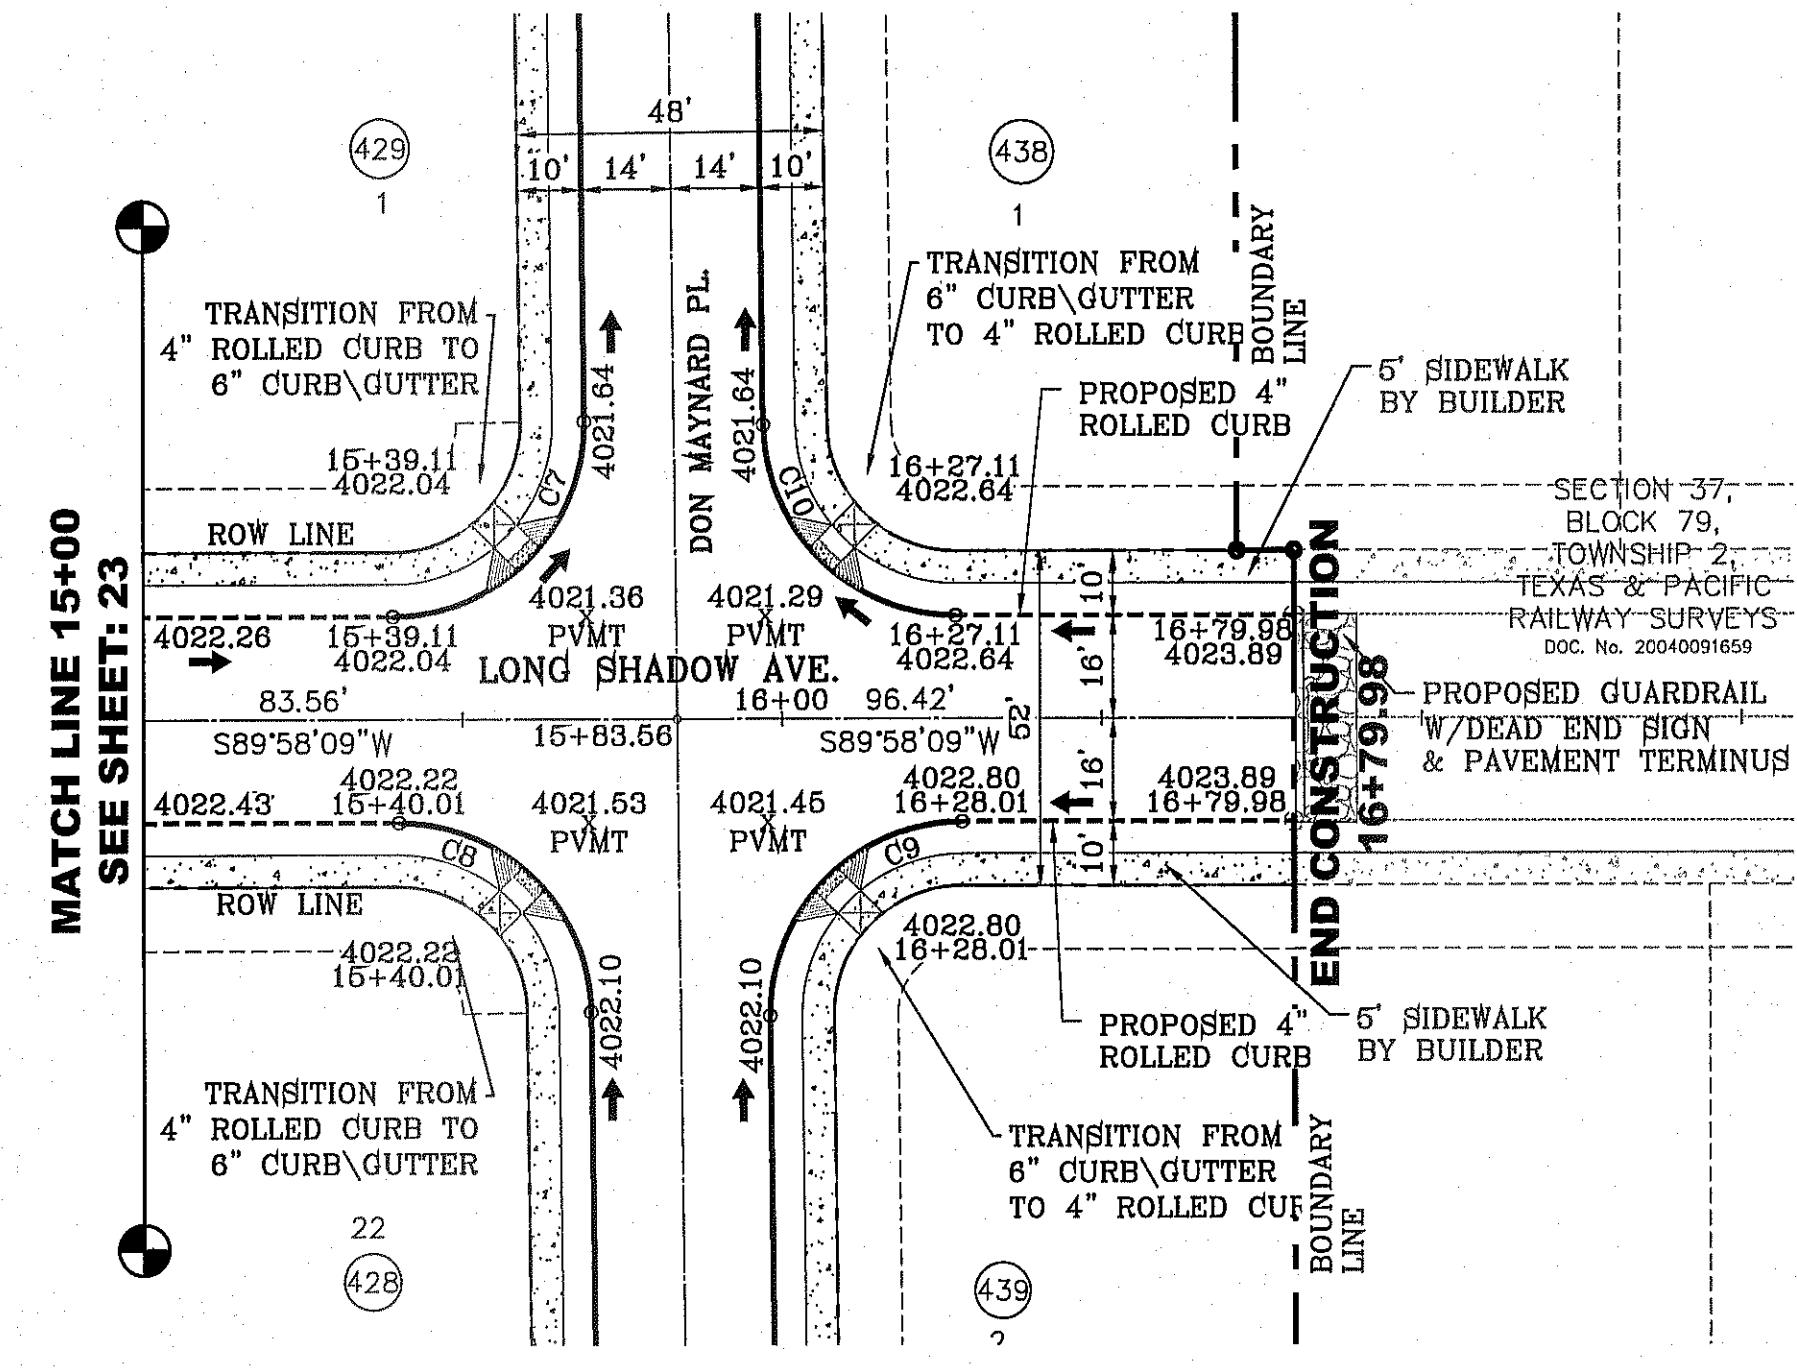 48'
10'
14'
14'
10'
429
1
438
1
BOUNDARY
LINE
TRANSITION FROM
4" ROLLED CURB TO
6" CURB\GUTTER
TRANSITION FROM
6" CURB\GUTTER
TO 4" ROLLED CURB
DON MAYNARD PL.
4021.64
4021.64
PROPOSED 4"
ROLLED CURB
5' SIDEWALK
BY BUILDER
15+39.11
4022.04
C7
C10
16+27.11
4022.64
SECTION 37,
BLOCK 79,
TOWNSHIP 2,
TEXAS & PACIFIC
RAILWAY SURVEYS
DOC. No. 20040091659
MATCH LINE 15+00
SEE SHEET: 23
ROW LINE
4022.26
15+39.11
4022.04
4021.36
PVMT
4021.29
PVMT
16+27.11
4022.64
10'
16'
16+79.98
4023.89
LONG SHADOW AVE.
83.56'
S89°58'09"W
15+83.56
16+00
96.42'
S89°58'09"W
52'
END CONSTRUCTION
16+79.98
PROPOSED GUARDRAIL
W/DEAD END SIGN
& PAVEMENT TERMINUS
4022.43
4022.22
15+40.01
4021.53
PVMT
4021.45
PVMT
4022.80
16+28.01
16'
10'
4023.89
16+79.98
C8
C9
ROW LINE
4022.22
15+40.01
4022.10
4022.10
4022.80
16+28.01
PROPOSED 4"
ROLLED CURB
5' SIDEWALK
BY BUILDER
TRANSITION FROM
4" ROLLED CURB TO
6" CURB\GUTTER
TRANSITION FROM
6" CURB\GUTTER
TO 4" ROLLED CUR
BOUNDARY
LINE
22
428
439
2